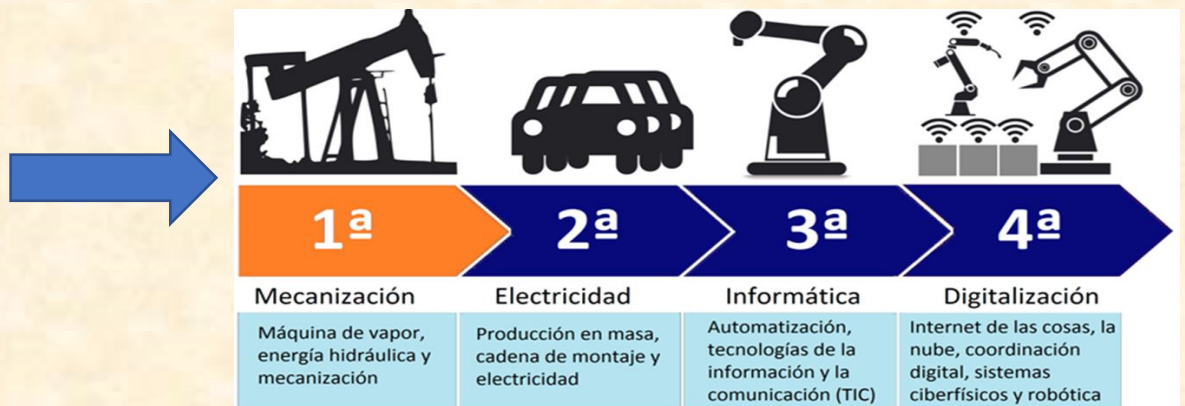 1ª
2ª
3ª
4ª
Mecanización
Electricidad
Informática
Digitalización
Máquina de vapor,
energía hidráulica y
mecanización
Producción en masa,
cadena de montaje y
electricidad
Automatización,
tecnologías de la
información y la
comunicación (TIC)
Internet de las cosas, la
nube, coordinación
digital, sistemas
ciberfísicos y robótica